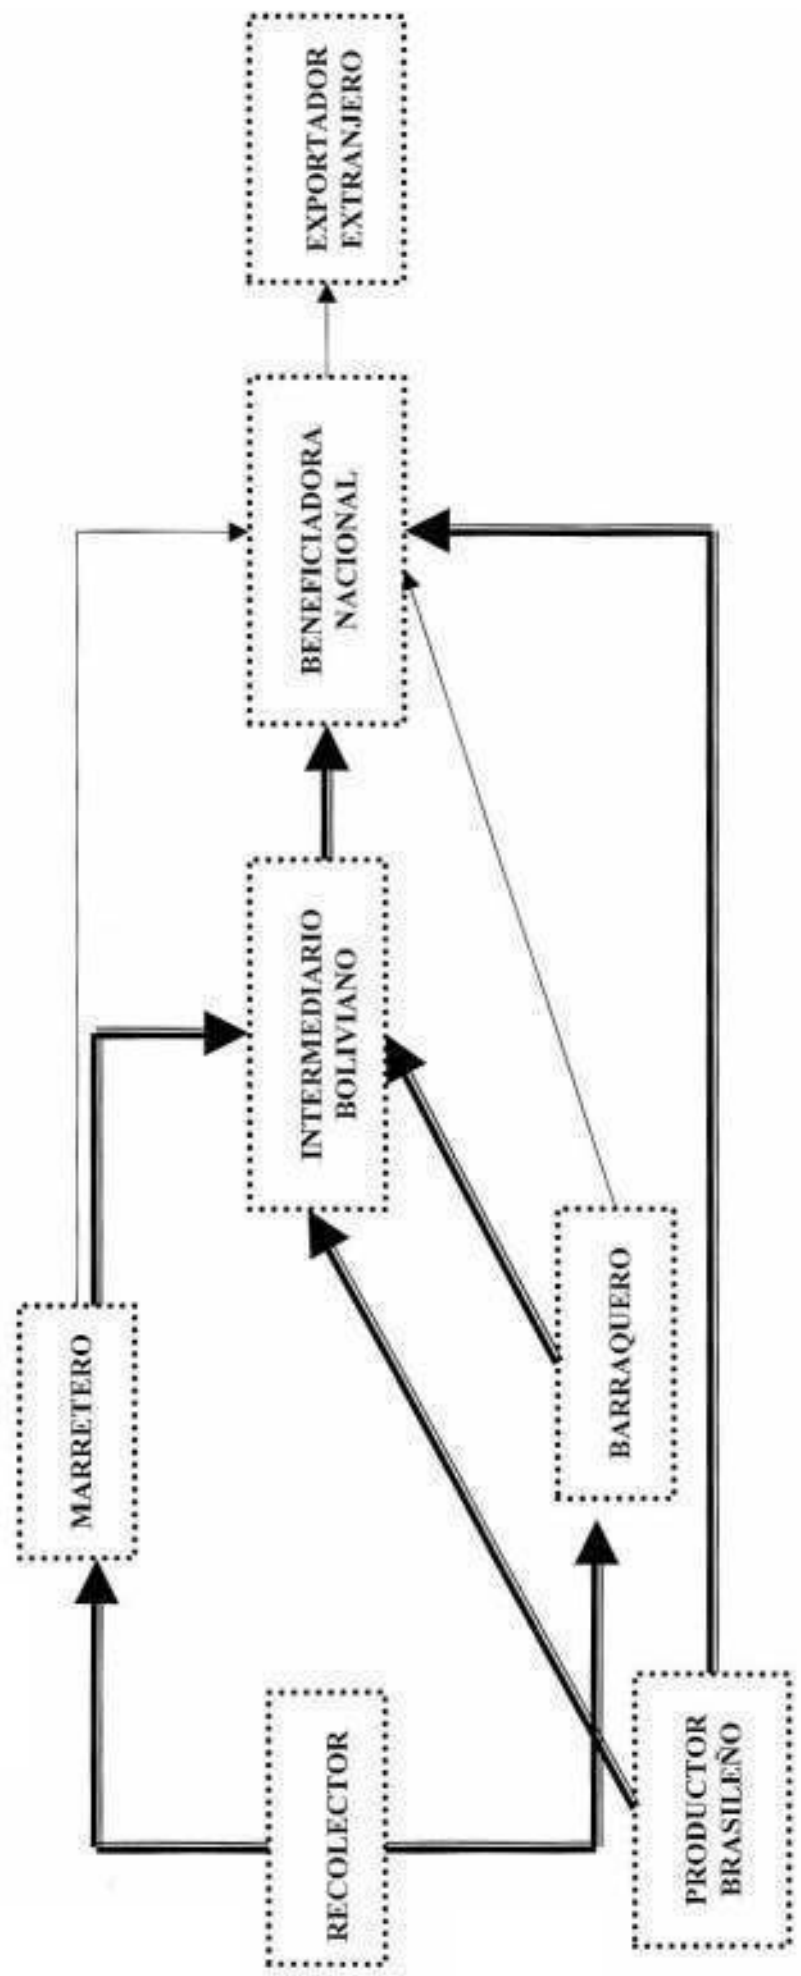 RECOLECTOR
MARRETERO
PRODUCTOR
BRASILEÑO
BARRAQUERO
INTERMEDIARIO
BOLIVIANO
BENEFICIADORA
NACIONAL
EXPORTADOR
EXTRANJERO